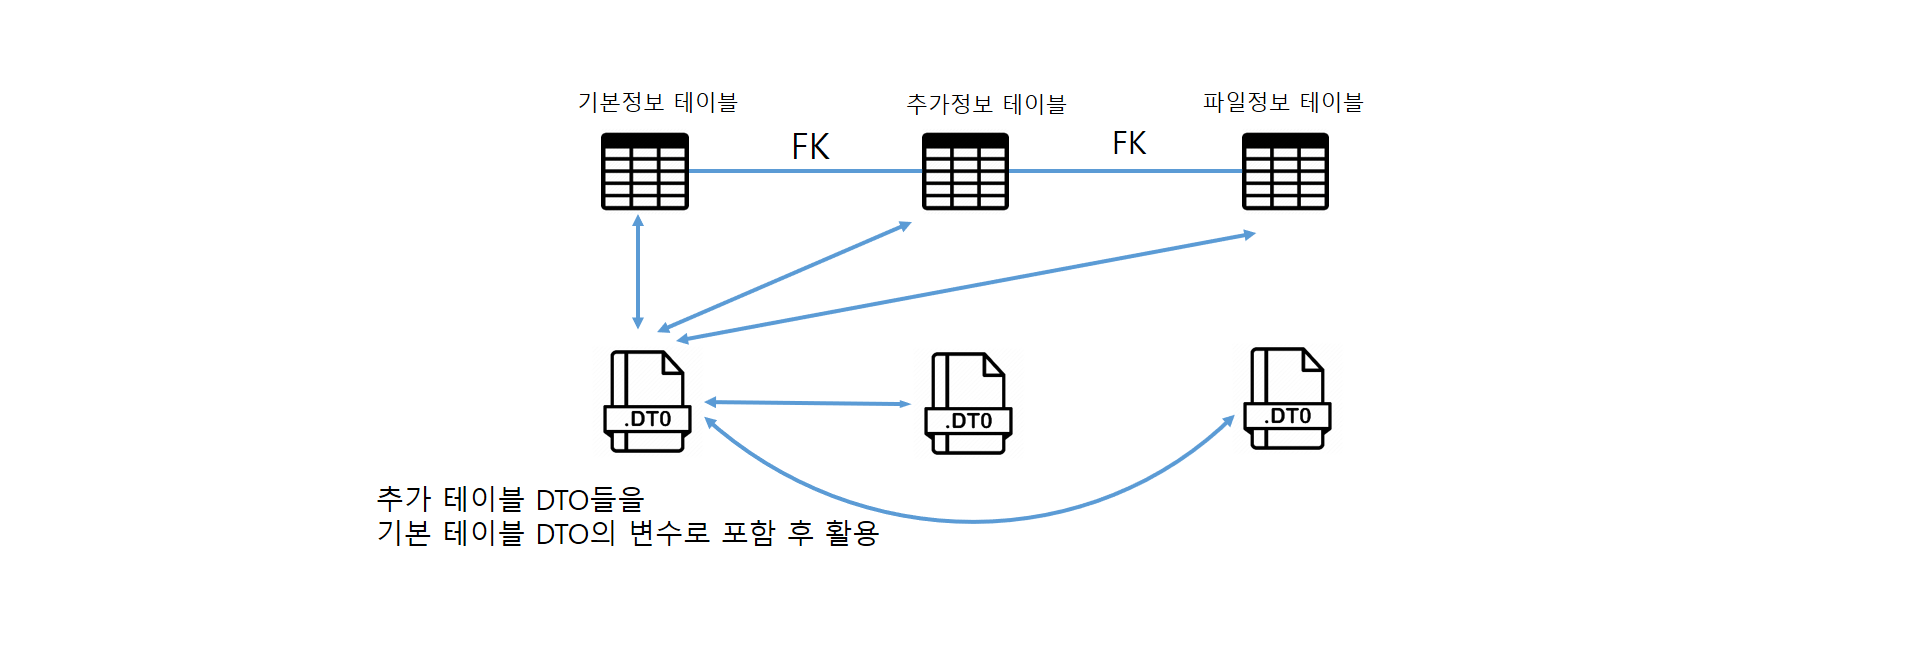 기본정보 테이블
추가정보 테이블
파일정보 테이블
FK
FK
.DTO
.DTO
.DTO
추가 테이블 DTO들을
기본 테이블 DTO의 변수로 포함 후 활용